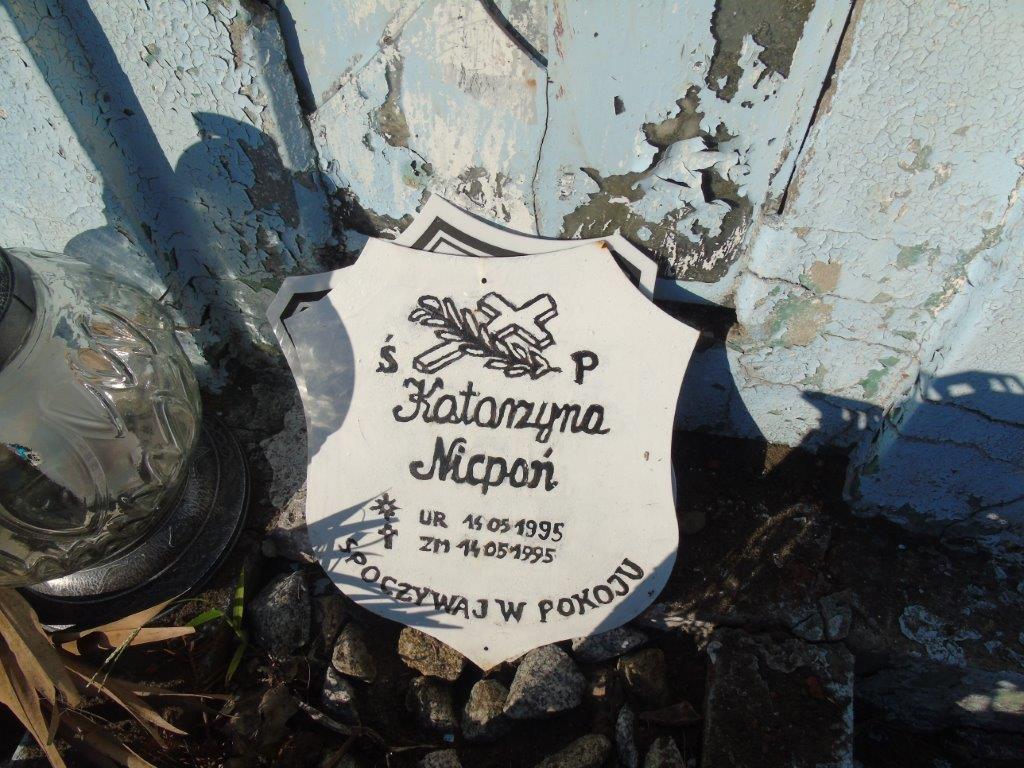 Ś P
Katarzyna
Nicpoń
UR 14 05 1995
ZM 14 05 1995
SPOCZYWAJ W POKOJU